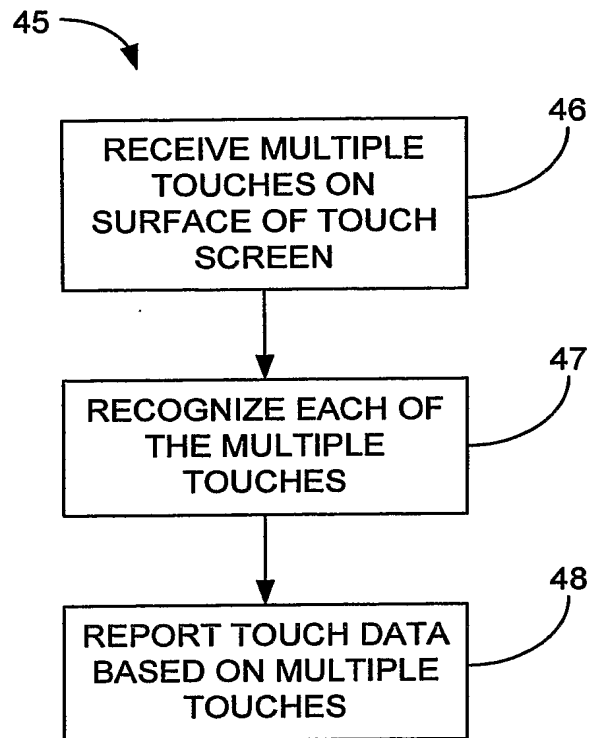 45
46
RECEIVE MULTIPLE
TOUCHES ON
SURFACE OF TOUCH
SCREEN
47
RECOGNIZE EACH OF
THE MULTIPLE
TOUCHES
48
REPORT TOUCH DATA
BASED ON MULTIPLE
TOUCHES